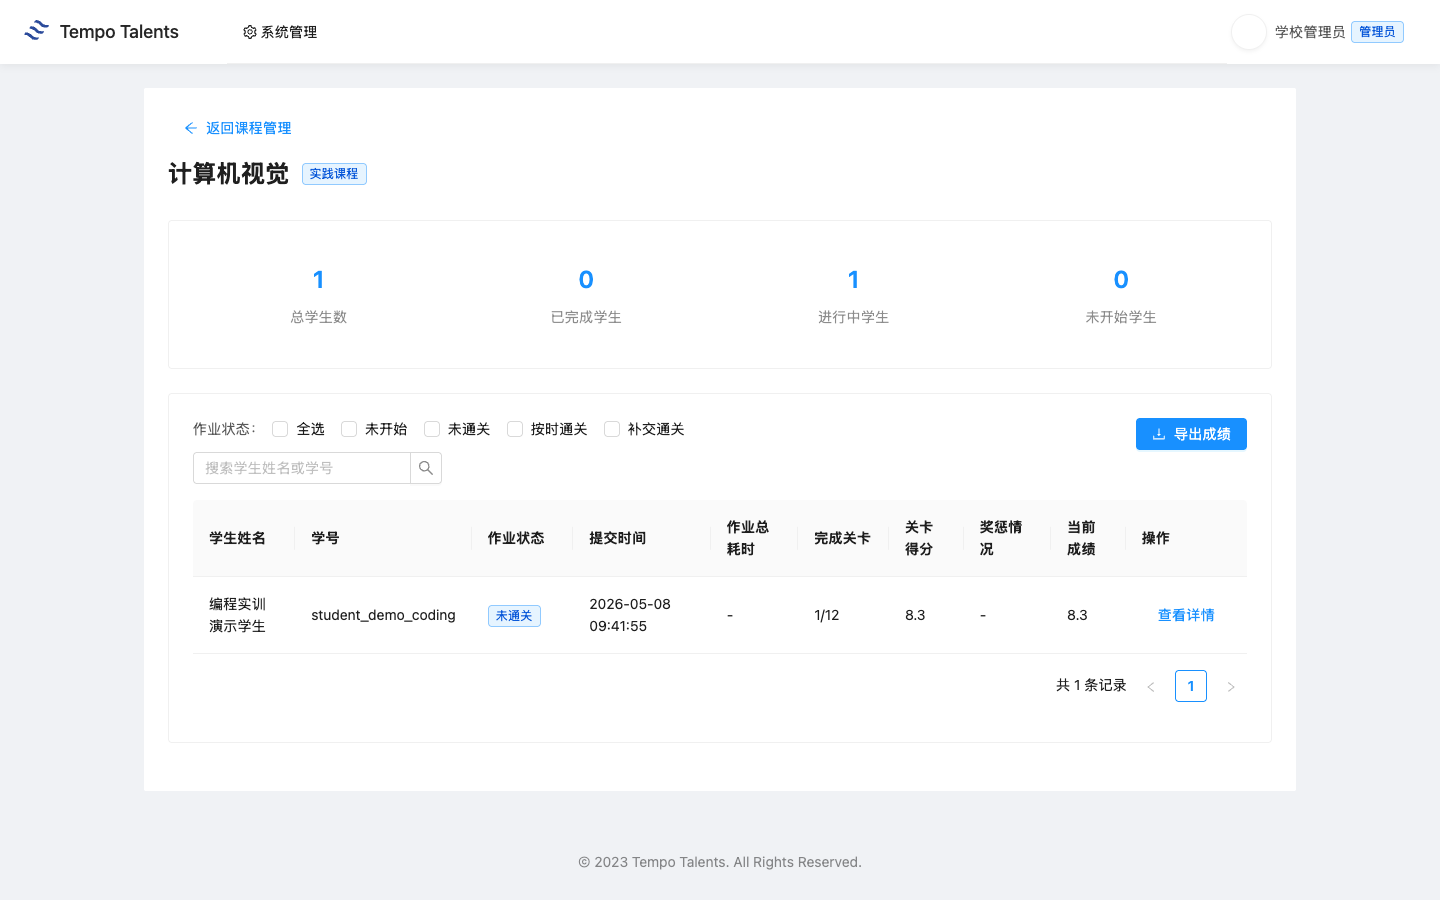 Tempo Talents
系统管理
学校管理员 管理员
返回课程管理
计算机视觉 实践课程
1 0 1 0
总学生数 已完成学生 进行中学生 未开始学生
作业状态: 全选 未开始 未通关 按时通关 补交通关
导出成绩
搜索学生姓名或学号
学生姓名 学号 作业状态 提交时间 作业总耗时 完成关卡 关卡得分 奖惩情况 当前成绩 操作
编程实训演示学生 student_demo_coding 未通关 2026-05-08 09:41:55 - 1/12 8.3 - 8.3 查看详情
共 1 条记录 < 1 >
© 2023 Tempo Talents. All Rights Reserved.